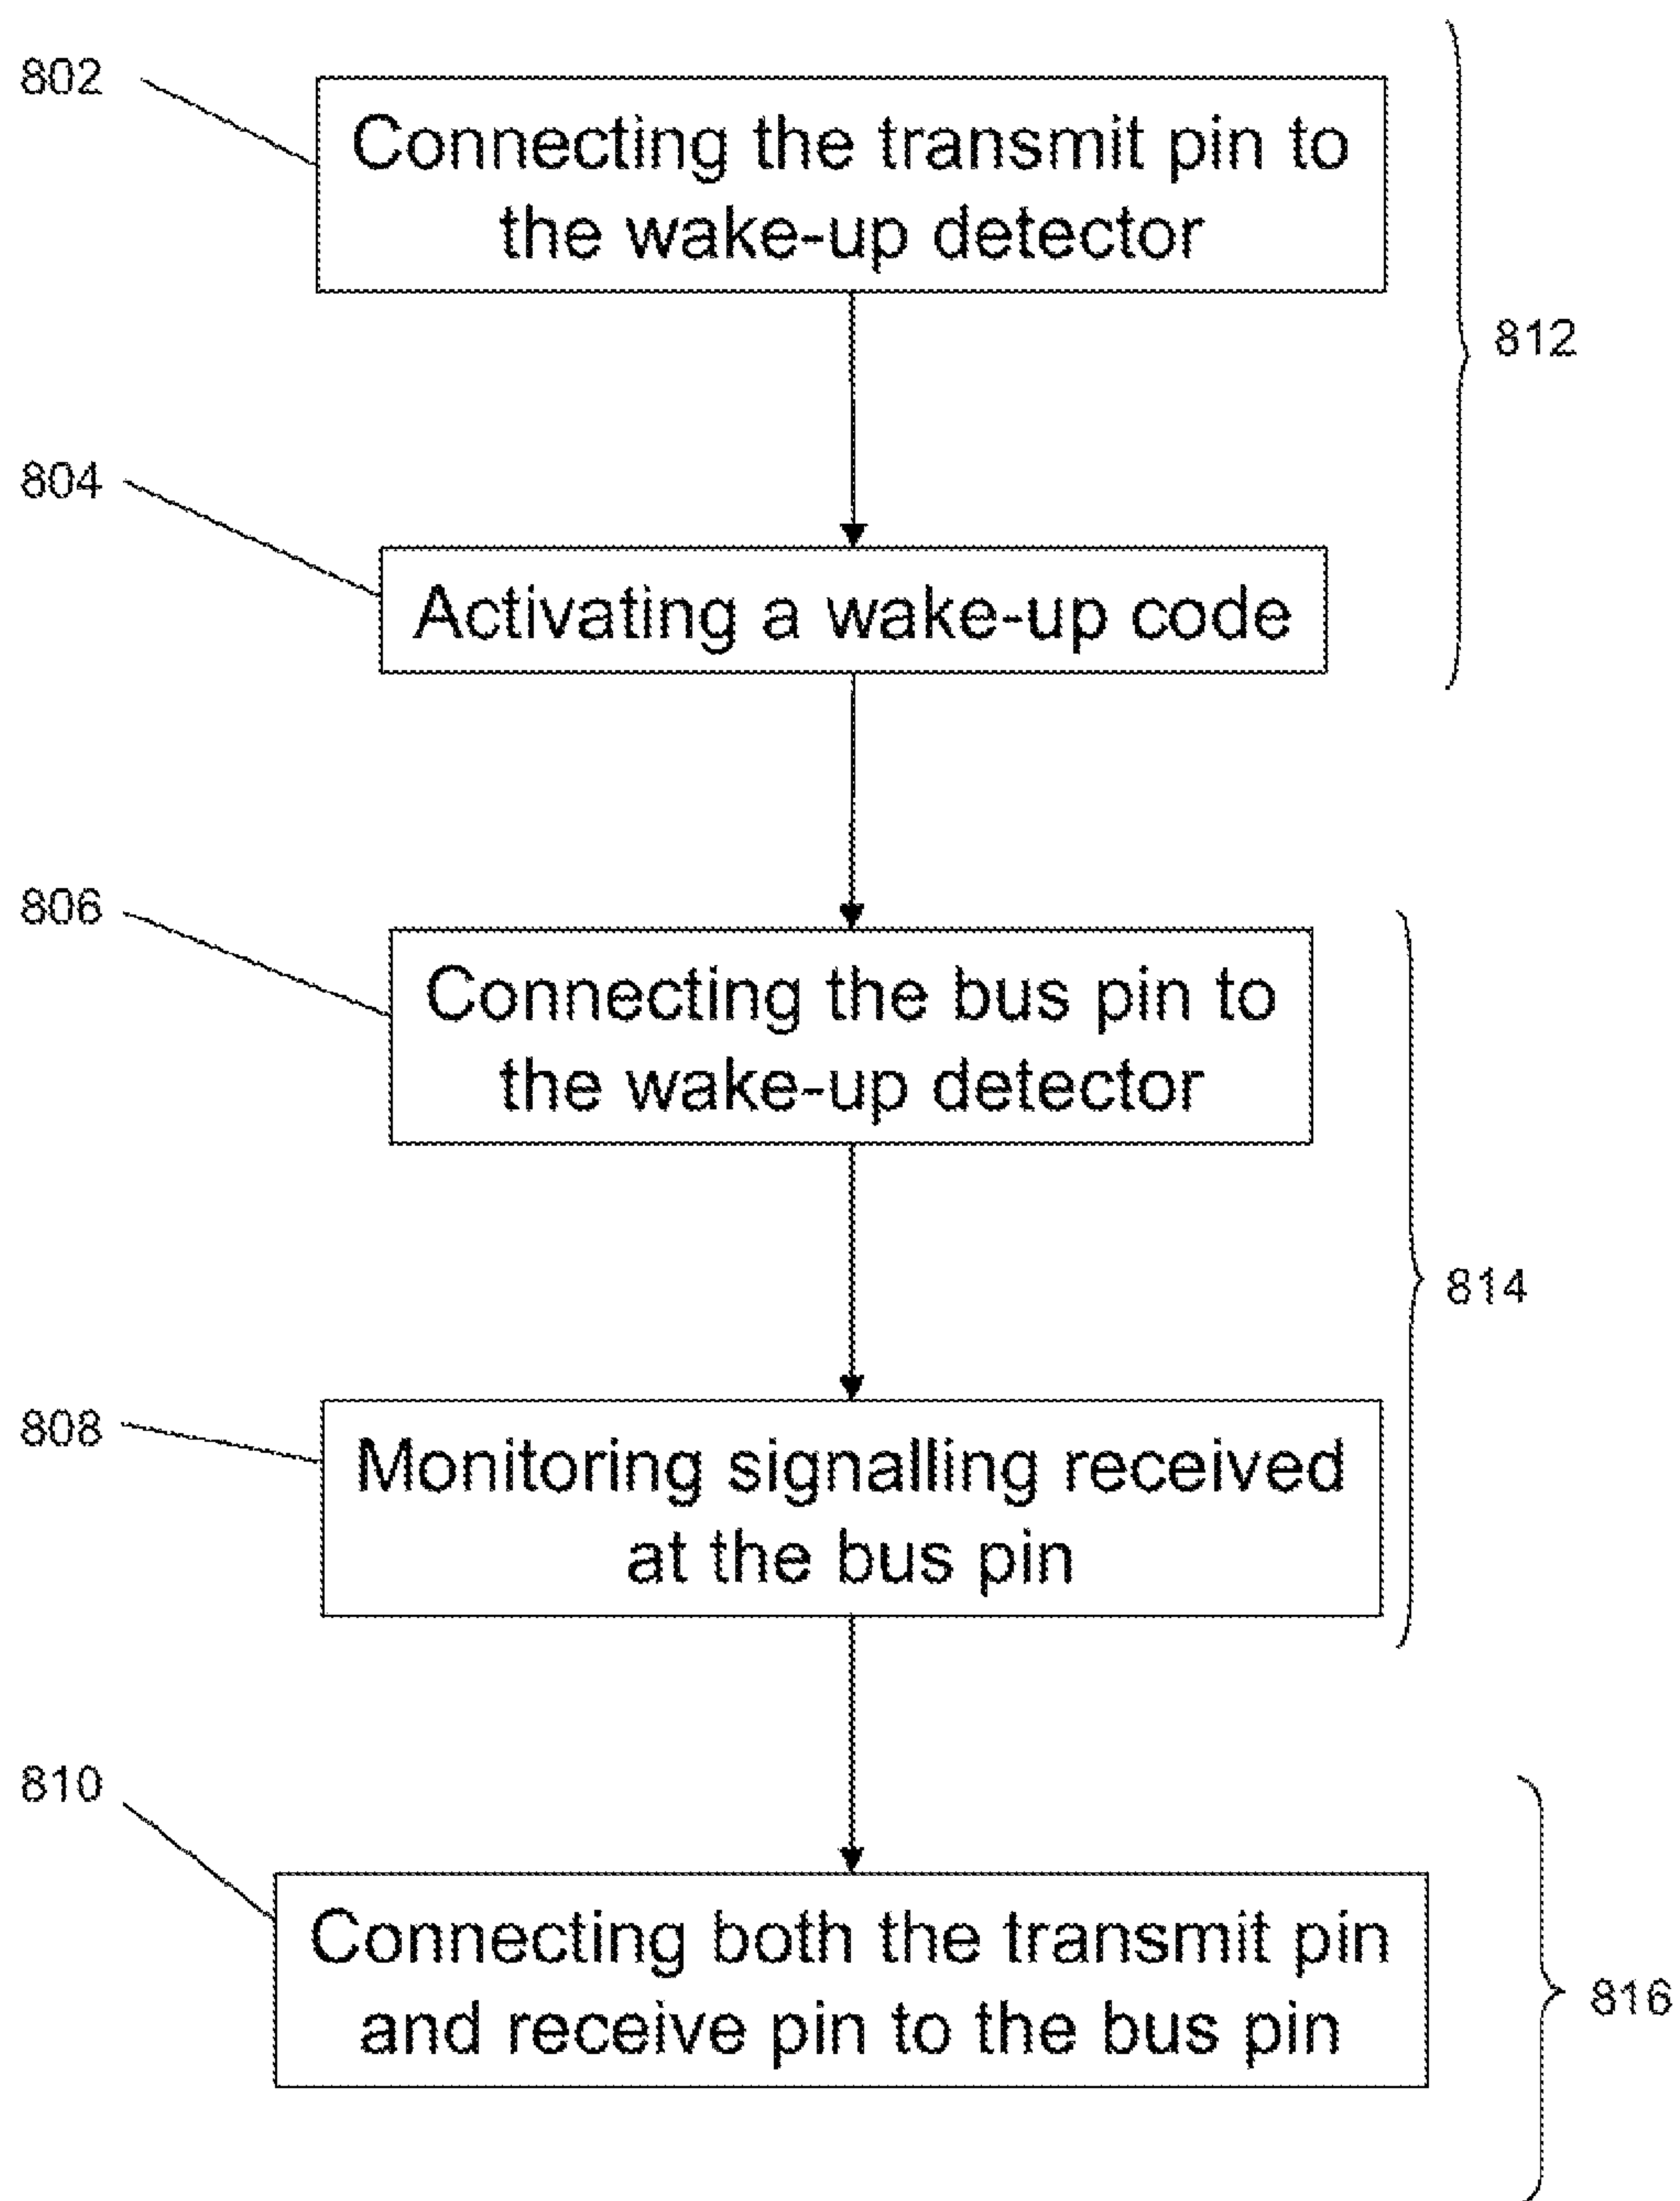 802
Connecting the transmit pin to
the wake-up detector
812
804
Activating a wake-up code
806
Connecting the bus pin to
the wake-up detector
814
808
Monitoring signalling received
at the bus pin
810
Connecting both the transmit pin
and receive pin to the bus pin
816